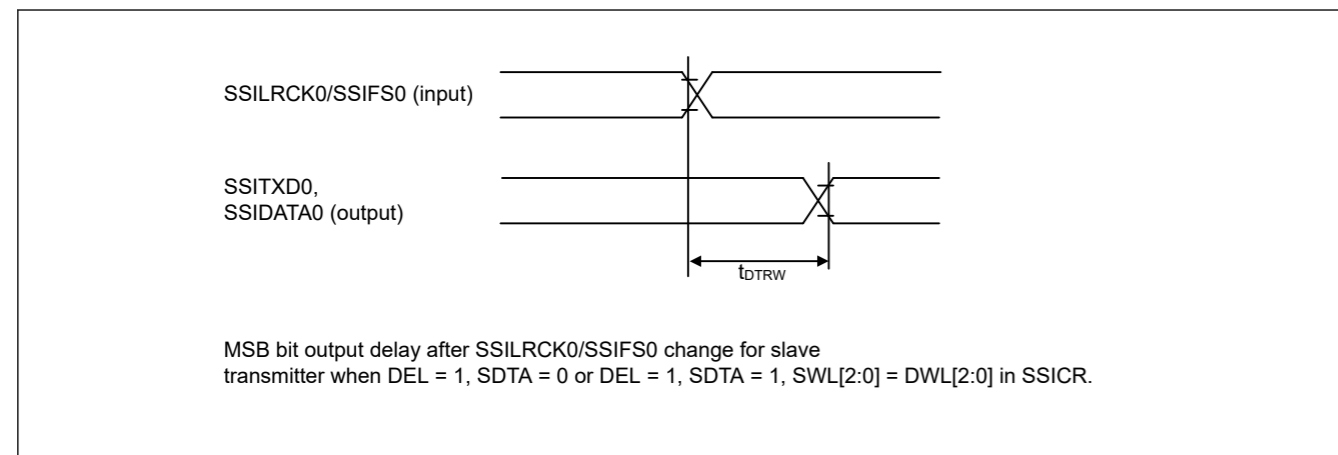 SSILRCK0/SSIFS0 (input)
SSITXD0,
SSIDATA0 (output)
tDTRW
MSB bit output delay after SSILRCK0/SSIFS0 change for slave
transmitter when DEL = 1, SDTA = 0 or DEL = 1, SDTA = 1, SWL[2:0] = DWL[2:0] in SSICR.